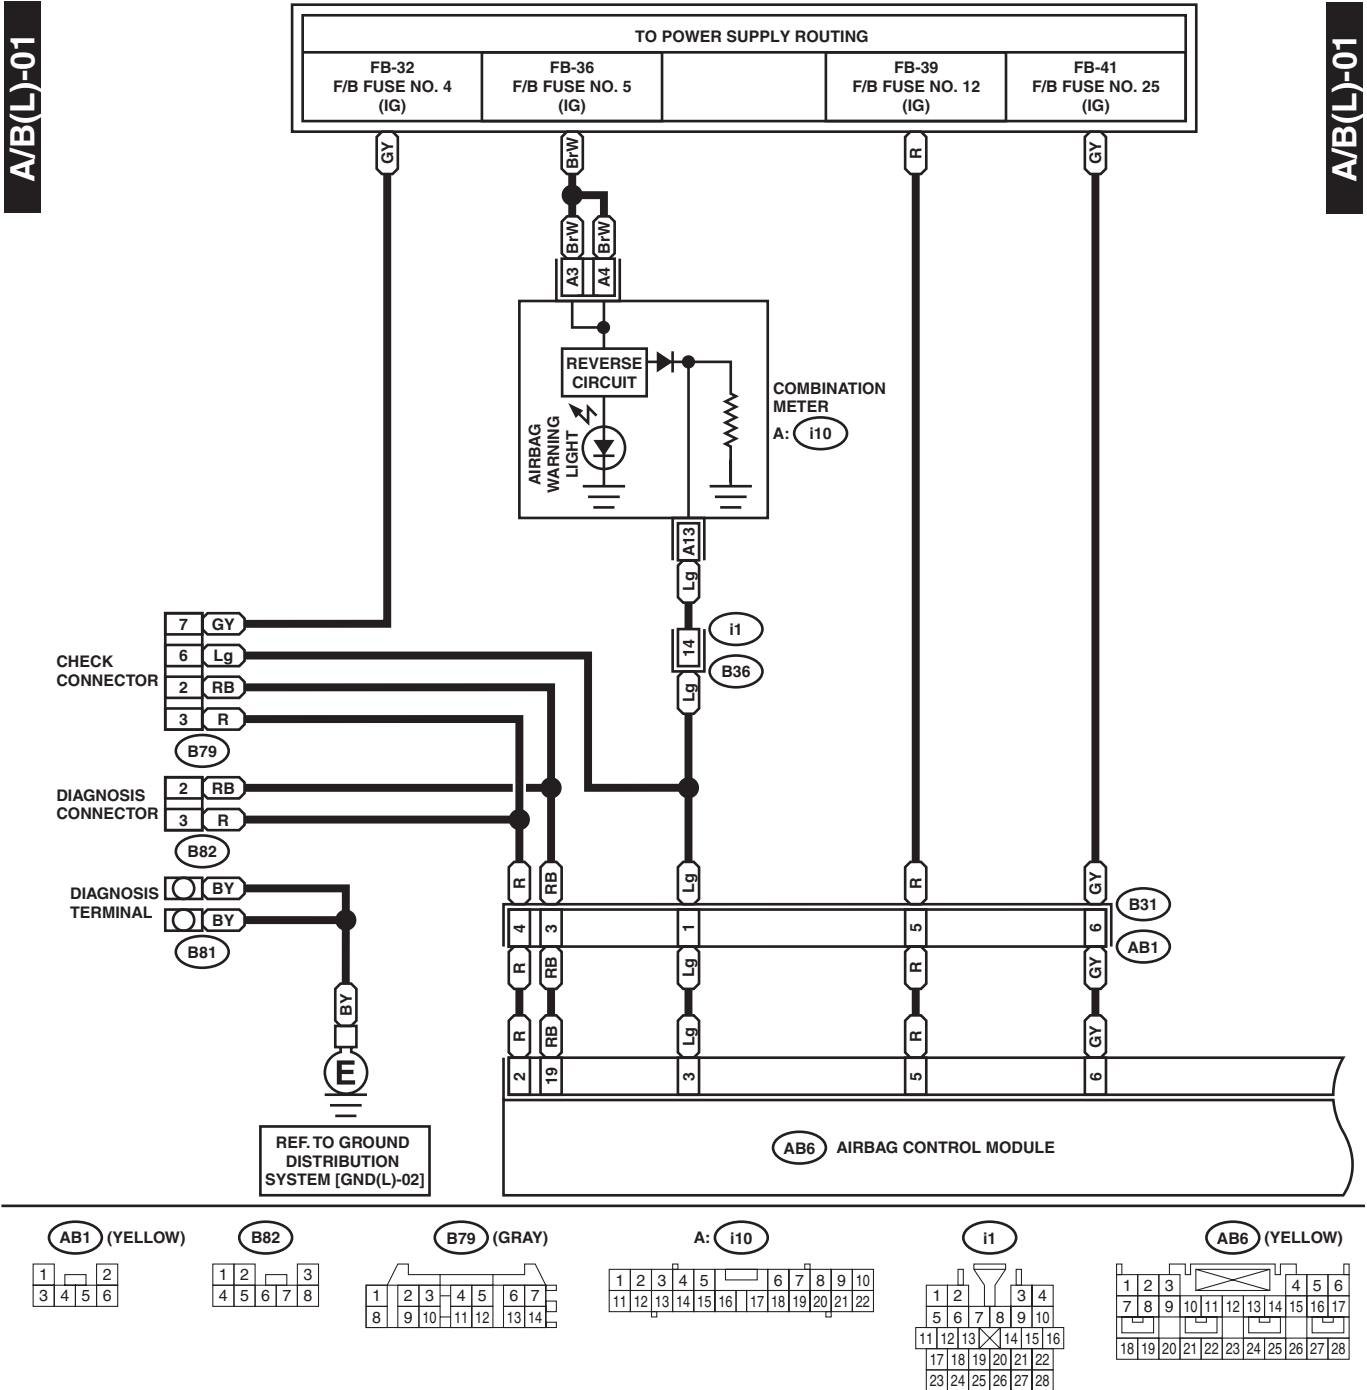 A/B(L)-01
A/B(L)-01
TO POWER SUPPLY ROUTING
FB-32
F/B FUSE NO. 4
(IG)
FB-36
F/B FUSE NO. 5
(IG)
FB-39
F/B FUSE NO. 12
(IG)
FB-41
F/B FUSE NO. 25
(IG)
GY
BrW
R
GY
BrW
BrW
A3
A4
REVERSE
CIRCUIT
AIRBAG
WARNING
LIGHT
COMBINATION
METER
A: i10
A13
Lg
14
i1
B36
Lg
CHECK
CONNECTOR
7 GY
6 Lg
2 RB
3 R
B79
DIAGNOSIS
CONNECTOR
2 RB
3 R
B82
DIAGNOSIS
TERMINAL
BY
BY
B81
BY
E
REF. TO GROUND
DISTRIBUTION
SYSTEM [GND(L)-02]
R RB Lg R GY
B31
4 3 1 5 6
AB1
R RB Lg R GY
R RB Lg R GY
2 19 3 5 6
AB6 AIRBAG CONTROL MODULE
AB1 (YELLOW)
1 2
3 4 5 6
B82
1 2 3
4 5 6 7 8
B79 (GRAY)
1 2 3 4 5 6 7
8 9 10 11 12 13 14
A: i10
1 2 3 4 5 6 7 8 9 10
11 12 13 14 15 16 17 18 19 20 21 22
i1
1 2 3 4
5 6 7 8 9 10
11 12 13 14 15 16
17 18 19 20 21 22
23 24 25 26 27 28
AB6 (YELLOW)
1 2 3 4 5 6
7 8 9 10 11 12 13 14 15 16 17
18 19 20 21 22 23 24 25 26 27 28